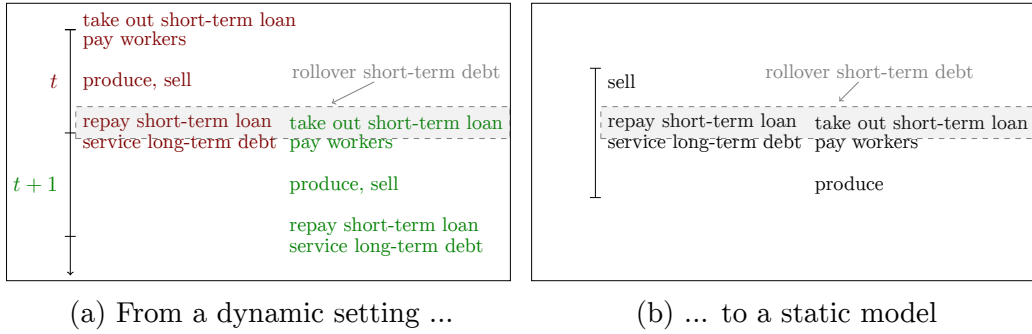 take out short-term loan
pay workers
t
produce, sell
rollover short-term debt
repay short-term loan
service long-term debt
take out short-term loan
pay workers
t + 1
produce, sell
repay short-term loan
service long-term debt
(a) From a dynamic setting ...
rollover short-term debt
sell
repay short-term loan
service long-term debt
take out short-term loan
pay workers
produce
(b) ... to a static model